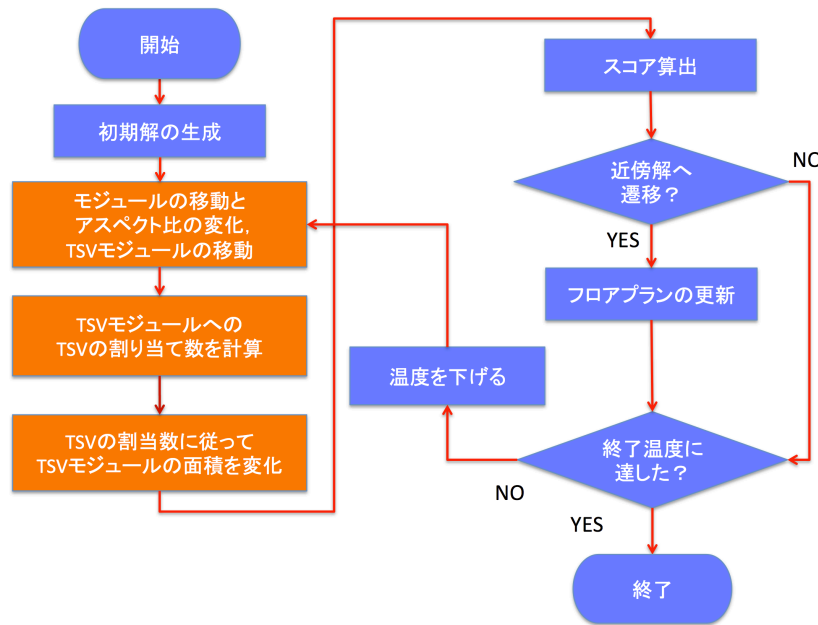 開始
初期解の生成
モジュールの移動と
アスペクト比の変化,
TSVモジュールの移動
TSVモジュールへの
TSVの割り当て数を計算
TSVの割当数に従って
TSVモジュールの面積を変化
スコア算出
近傍解へ
遷移？
NO
YES
フロアプランの更新
温度を下げる
終了温度に
達した？
NO
YES
終了